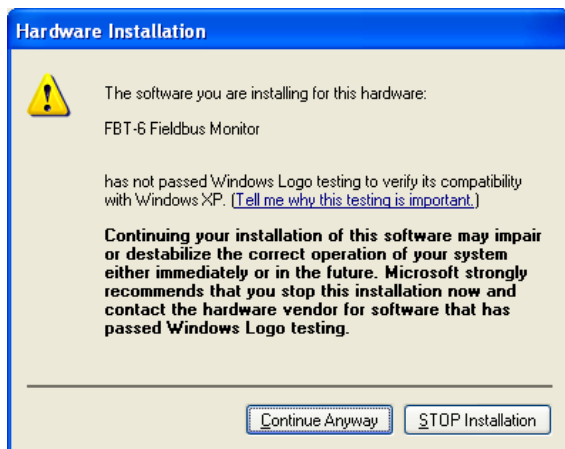 Hardware Installation
The software you are installing for this hardware:
FBT-6 Fieldbus Monitor
has not passed Windows Logo testing to verify its compatibility
with Windows XP. (Tell me why this testing is important.)
Continuing your installation of this software may impair
or destabilize the correct operation of your system
either immediately or in the future. Microsoft strongly
recommends that you stop this installation now and
contact the hardware vendor for software that has
passed Windows Logo testing.
Continue Anyway
STOP Installation